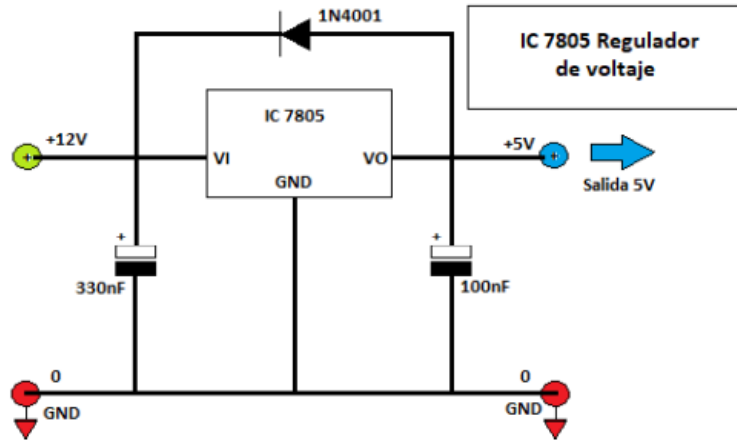 1N4001
IC 7805 Regulador
de voltaje
IC 7805
+12V
+5V
+
VI
VO
+
GND
Salida 5V
+
+
330nF
100nF
0
0
GND
GND